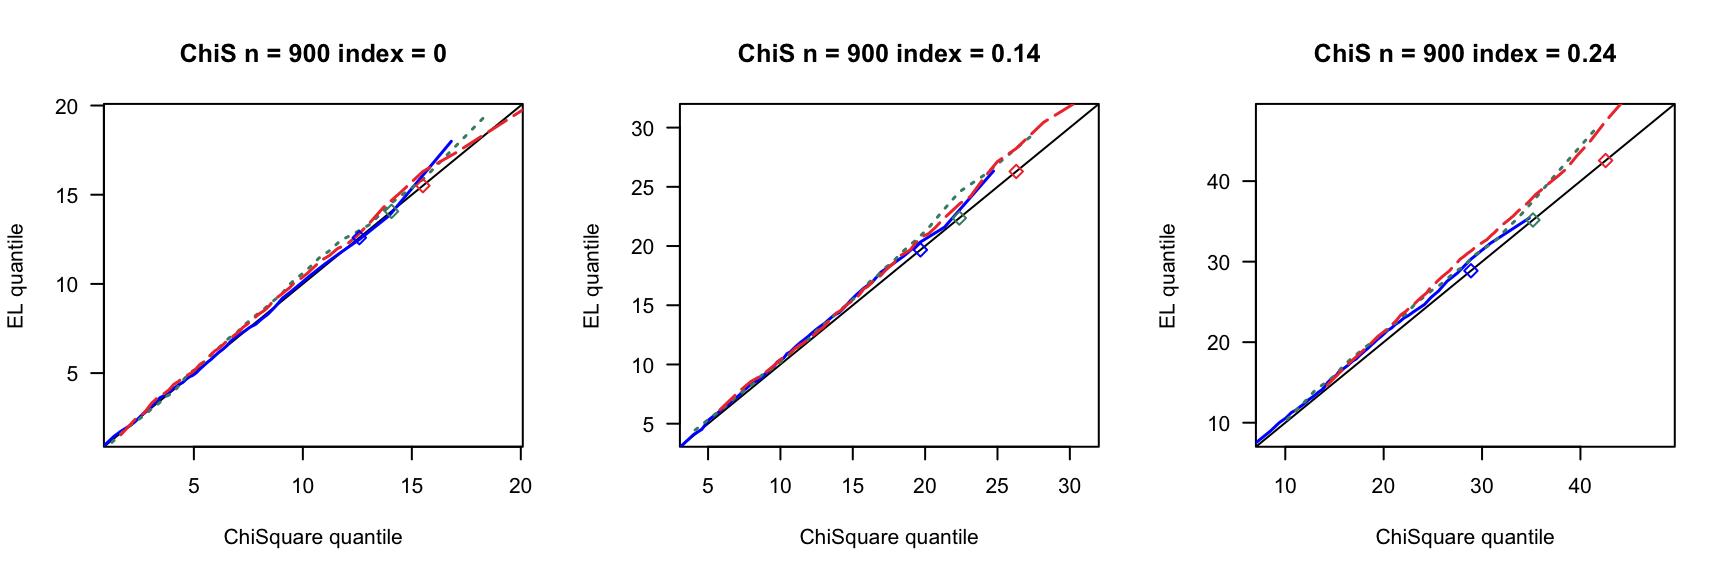 ChiS n = 900 index = 0
20
15
10
5
EL quantile
5 10 15 20
ChiSquare quantile
ChiS n = 900 index = 0.14
30
25
20
15
10
5
EL quantile
5 10 15 20 25 30
ChiSquare quantile
ChiS n = 900 index = 0.24
40
30
20
10
EL quantile
10 20 30 40
ChiSquare quantile